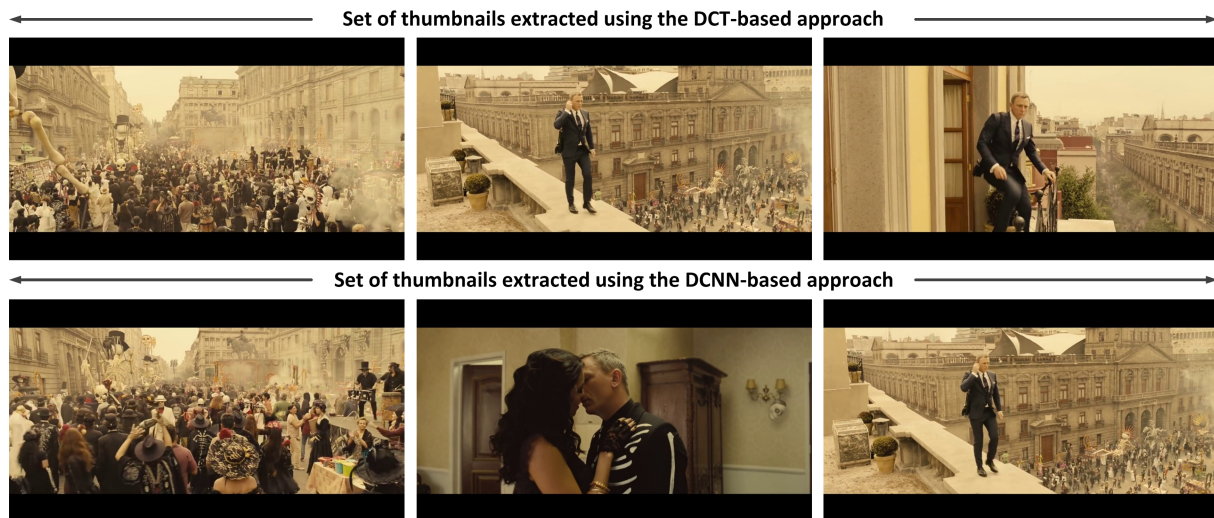 Set of thumbnails extracted using the DCT-based approach
Set of thumbnails extracted using the DCNN-based approach